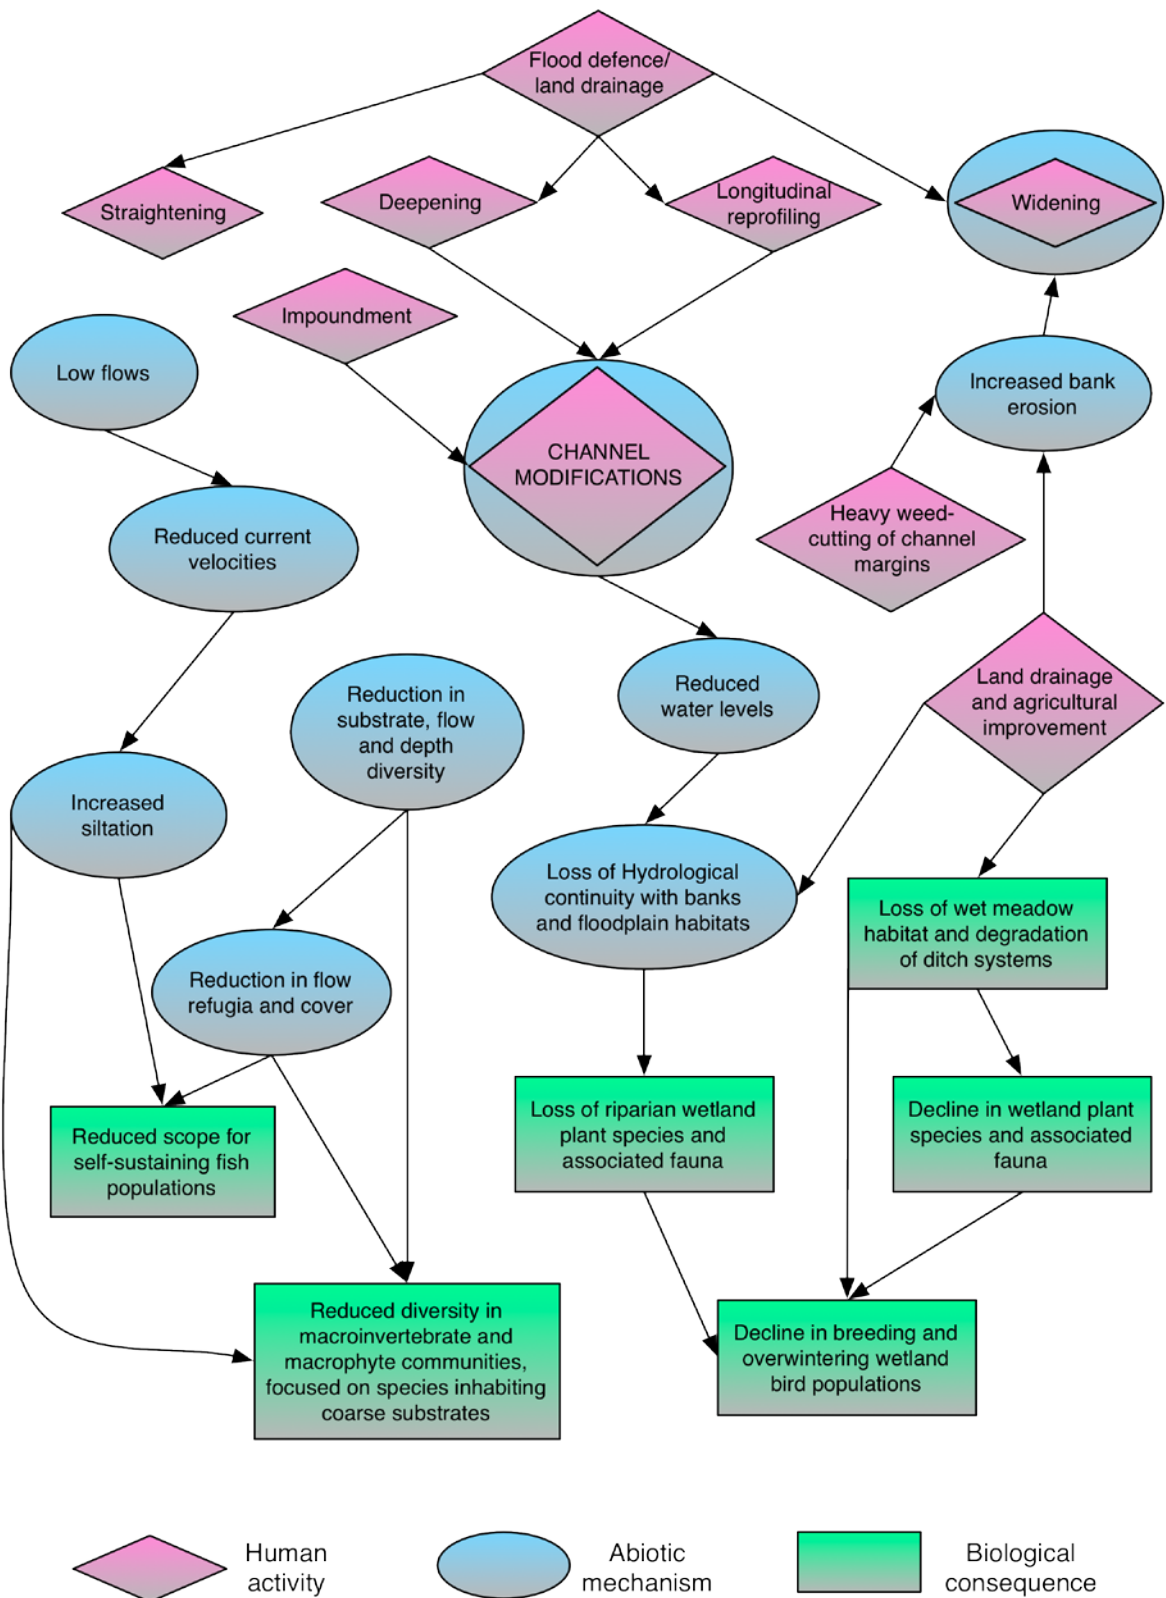 Flood defence/
land drainage
Straightening
Deepening
Longitudinal
reprofiling
Widening
Impoundment
Low flows
Increased bank
erosion
CHANNEL
MODIFICATIONS
Reduced current
velocities
Heavy weed-
cutting of channel
margins
Reduction in
substrate, flow
and depth
diversity
Reduced
water levels
Land drainage
and agricultural
improvement
Increased
siltation
Loss of Hydrological
continuity with banks
and floodplain habitats
Loss of wet meadow
habitat and degradation
of ditch systems
Reduction in flow
refugia and cover
Reduced scope for
self-sustaining fish
populations
Loss of riparian wetland
plant species and
associated fauna
Decline in wetland plant
species and associated
fauna
Reduced diversity in
macroinvertebrate and
macrophyte communities,
focused on species inhabiting
coarse substrates
Decline in breeding and
overwintering wetland
bird populations
Human
activity
Abiotic
mechanism
Biological
consequence